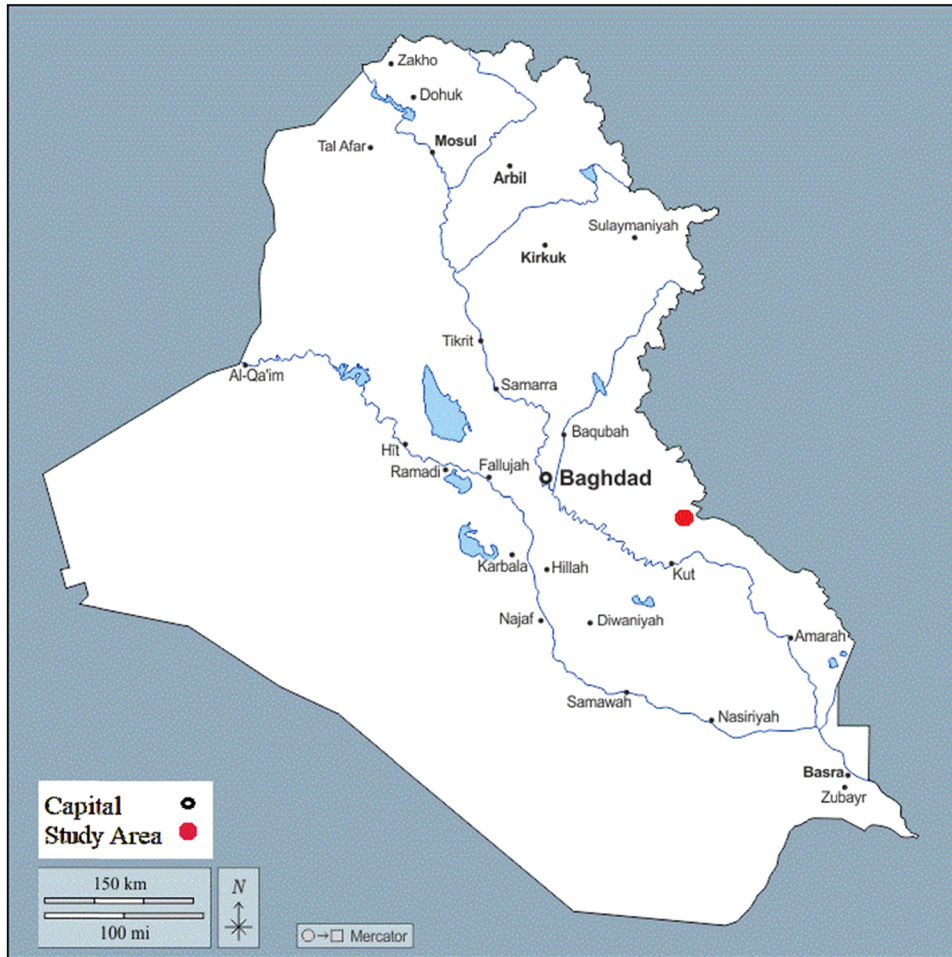 Zakho
Dohuk
Mosul
Tal Afar
Arbil
Sulaymaniyah
Kirkuk
Tikrit
Al-Qa'im
Samarra
Baqubah
Hīt
Ramadi
Fallujah
Baghdad
Karbala
Hillah
Kut
Najaf
Diwaniyah
Amarah
Samawah
Nasiriyah
Basra
Zubayr
Capital
Study Area
150 km
100 mi
N
Mercator